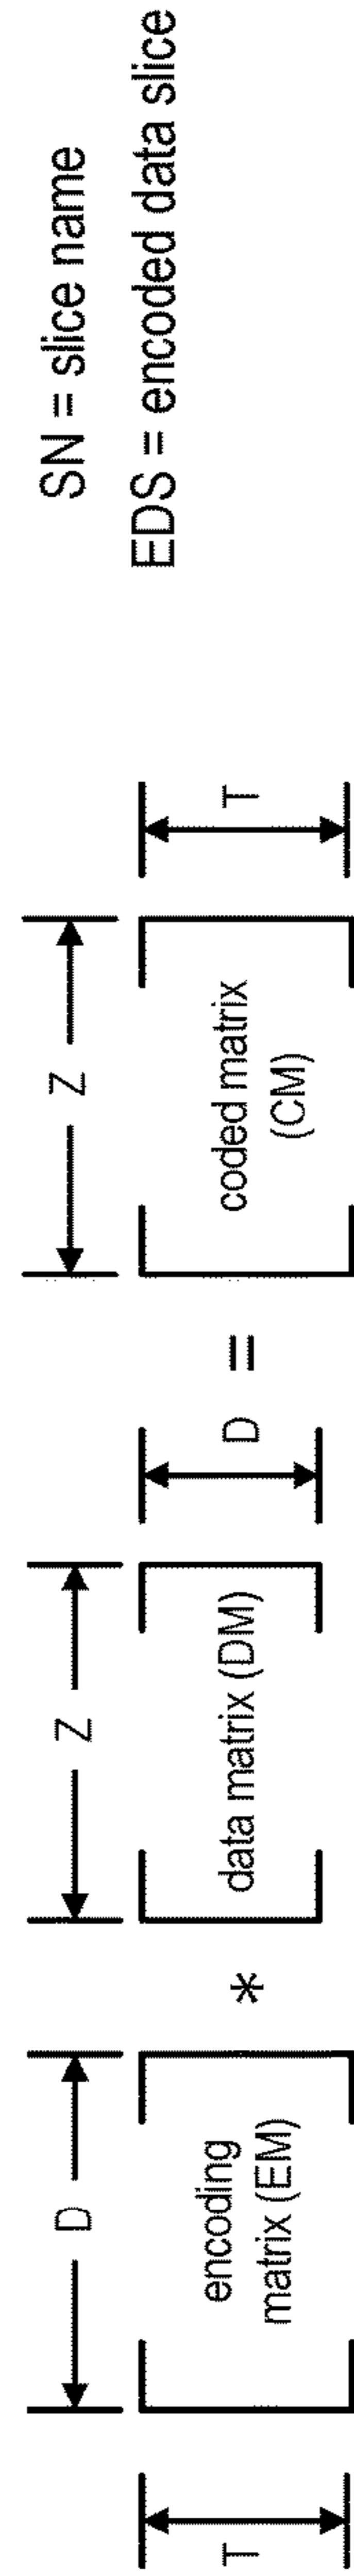 SN = slice name
EDS = encoded data slice
D
Z
Z
T
encoding
matrix (EM)
*
data matrix (DM)
D
=
coded matrix
(CM)
T